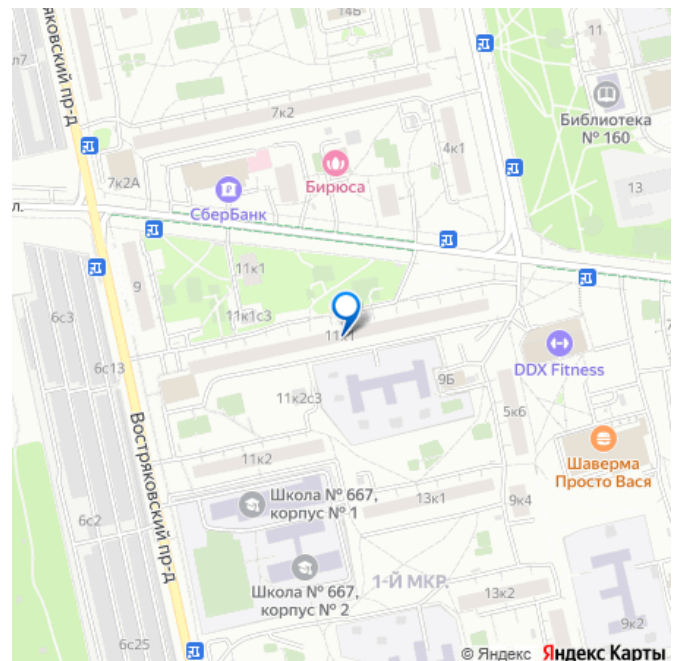 14Б
11
яковский пр-д
л7
7к2
Библиотека
№ 160
4к1
7к2А
Бирюса
13
СберБанк
л.
11к1
9
6с3
11к1с3
11к1
6с13
DDX Fitness
9Б
11к2с3
5к6
Востряковский пр-д
Шаверма
Просто Вася
11к2
Школа № 667,
корпус № 1
13к1
9к4
6с2
Школа № 667,
корпус № 2
1-Й МКР.
13к2
9к2
6с25
© Яндекс Яндекс Карты